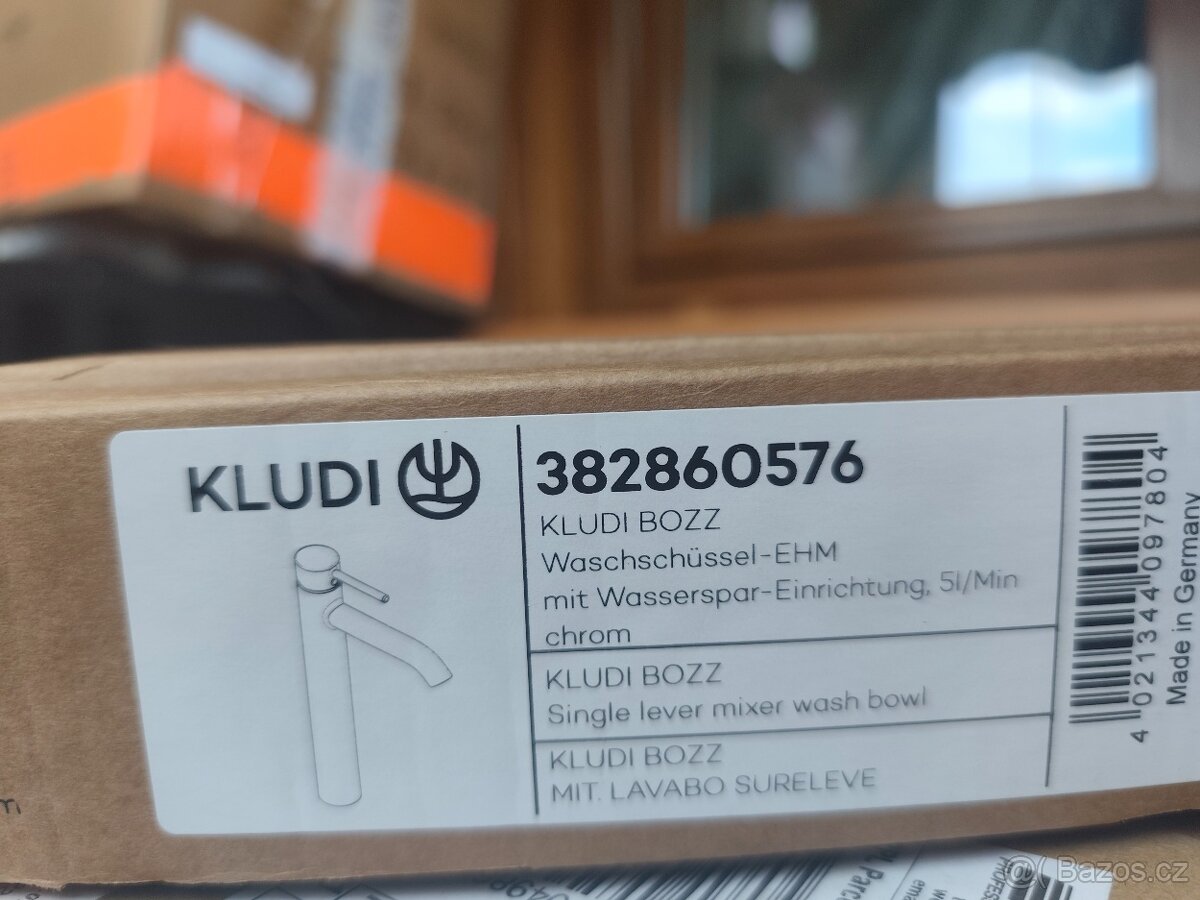 KLUDI
382860576
KLUDI BOZZ
Waschschüssel-EHM
mit Wasserspar-Einrichtung, 5l/Min
chrom
KLUDI BOZZ
Single lever mixer wash bowl
KLUDI BOZZ
MIT. LAVABO SURELEVE
4 021344 097804
Made in Germany
Bazos.cz